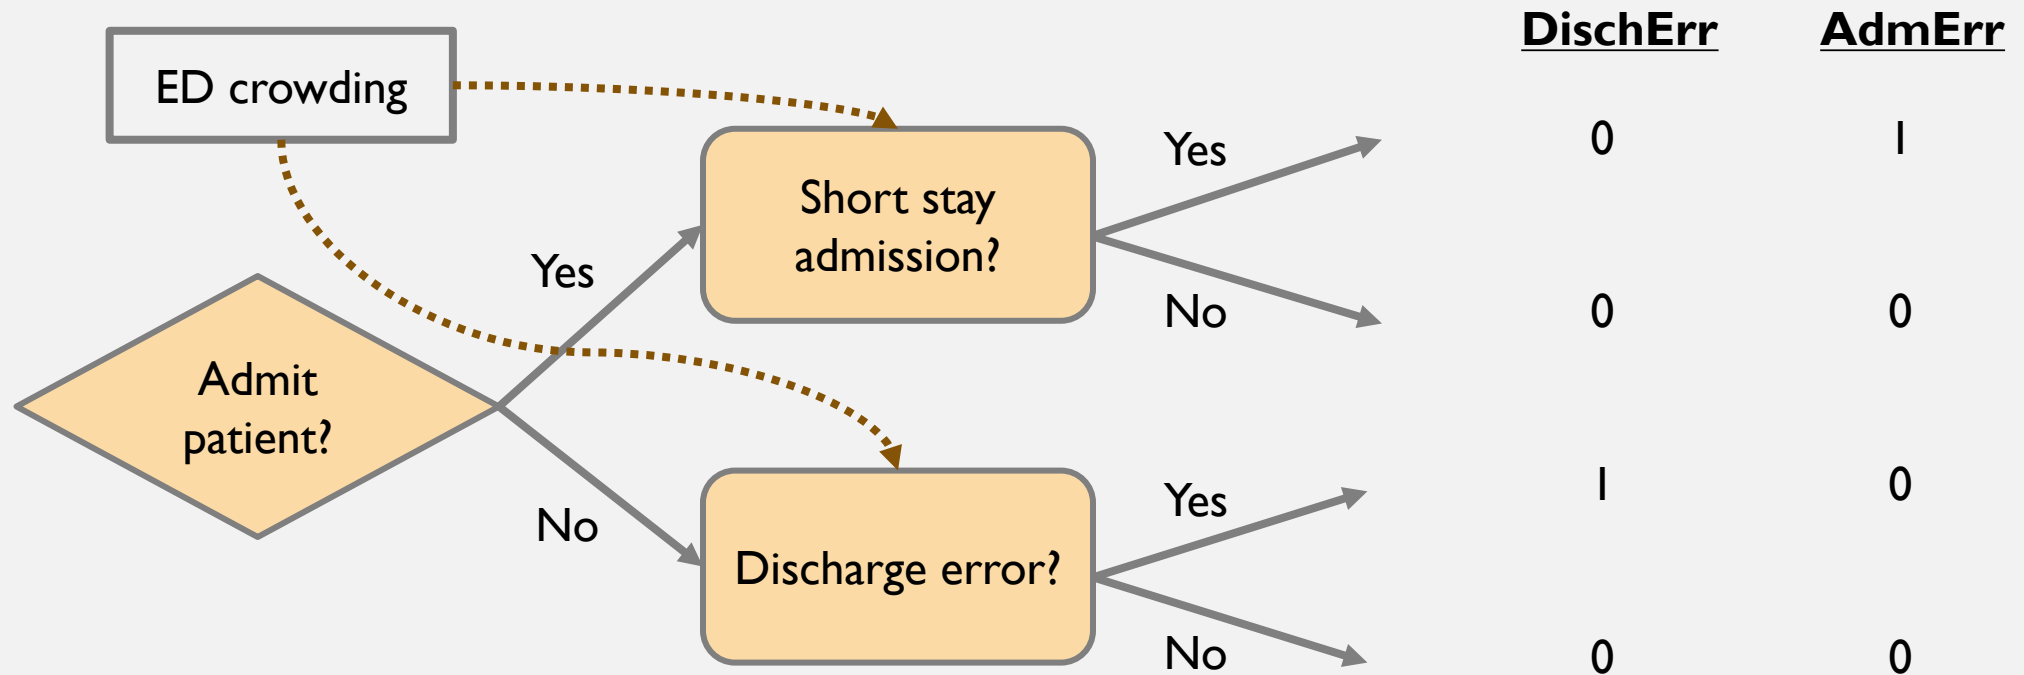 DischErr AdmErr
ED crowding
Yes 0 1
Short stay
admission?
Yes
No 0 0
Admit
patient?
Yes 1 0
No
Discharge error?
No 0 0